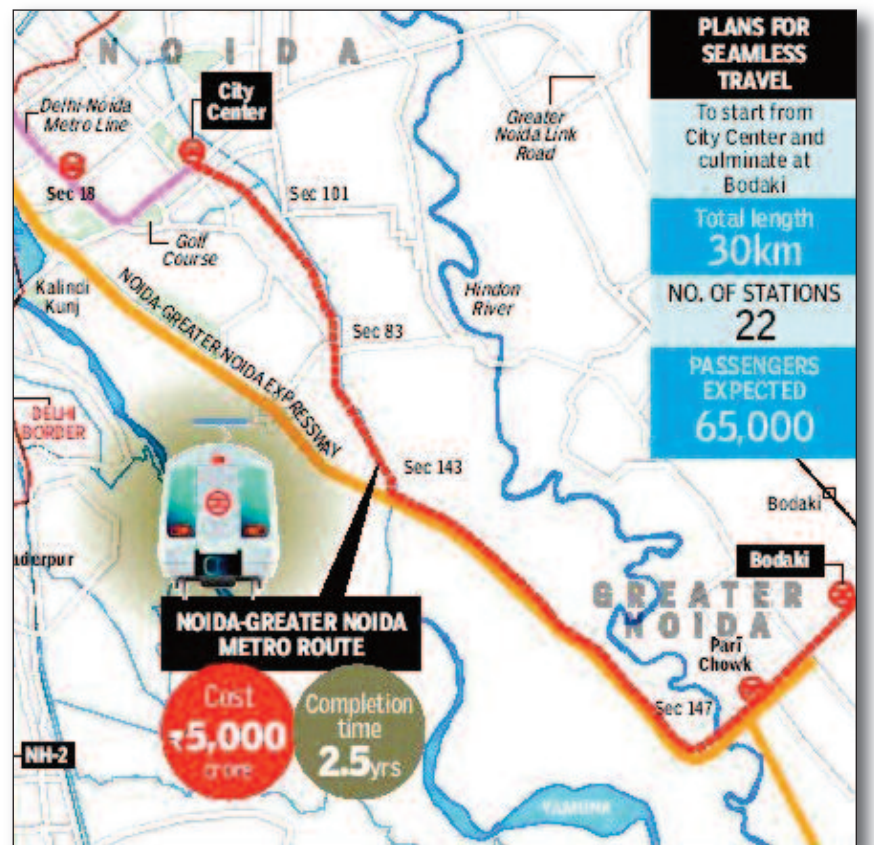 NOIDA
PLANS FOR
SEAMLESS
TRAVEL
To start from
City Center and
culminate at
Bodaki
Total length
30km
NO. OF STATIONS
22
PASSENGERS
EXPECTED
65,000
City
Center
Delhi-Noida
Metro Line
Greater
Noida Link
Road
Sec 18
Sec 101
Golf
Course
Kalindi
Kunj
Hindon
River
NOIDA-GREATER NOIDA EXPRESSWAY
Sec 83
DELHI
BORDER
Sec 143
Bodaki
Bodaki
aderpur
GREATER
NOIDA
Pari
Chowk
Sec 147
NOIDA-GREATER NOIDA
METRO ROUTE
Cost
₹5,000
crore
Completion
time
2.5yrs
NH-2
YAMUNA